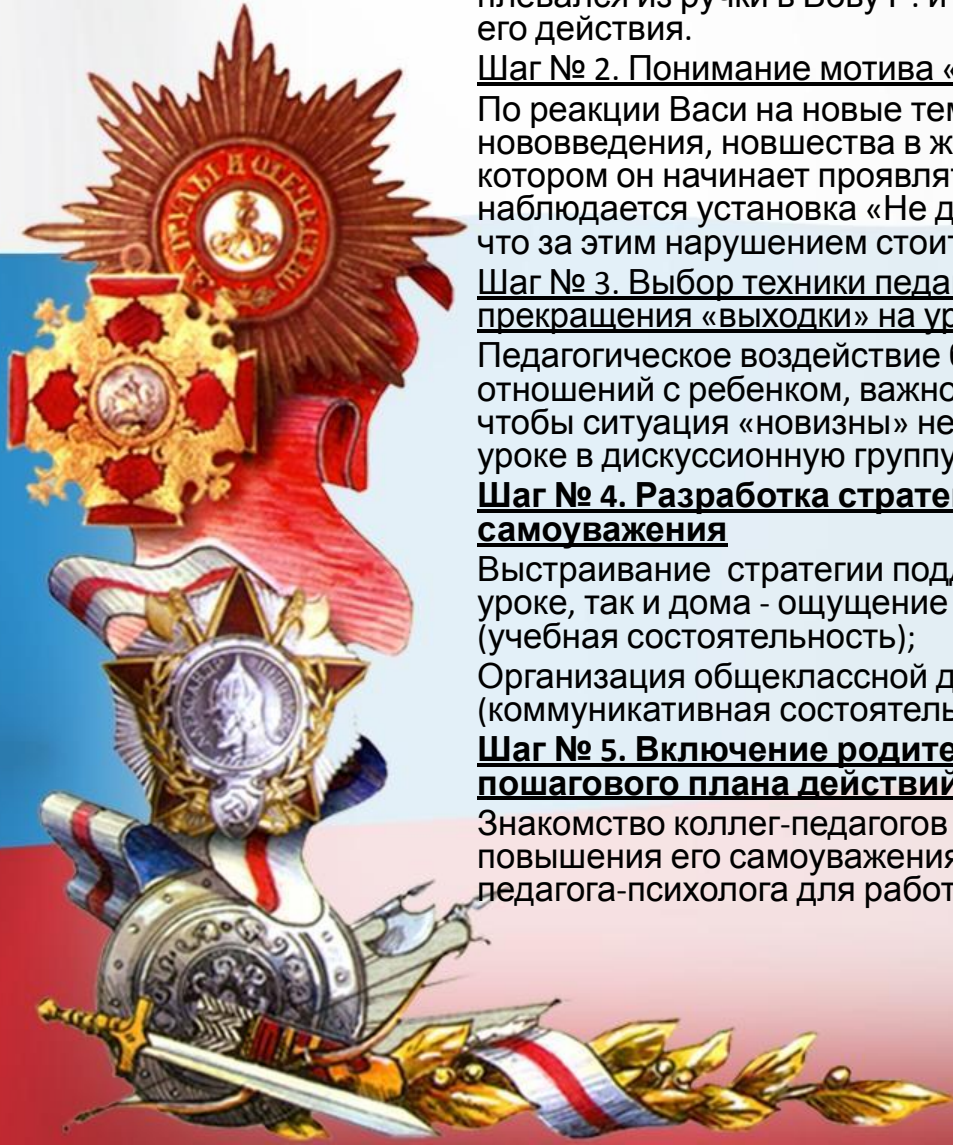 плевался из ручки в Вову Г . и
его действия.
Шаг № 2. Понимание мотива «
По реакции Васи на новые тем
нововведения, новшества в ж
котором он начинает проявлят
наблюдается установка «Не д
что за этим нарушением стоит
Шаг № 3. Выбор техники педа
прекращения «выходки» на ур
Педагогическое воздействие б
отношений с ребенком, важно
чтобы ситуация «новизны» не
уроке в дискуссионную группу
Шаг № 4. Разработка страте
самоуважения
Выстраивание стратегии подд
уроке, так и дома - ощущение
(учебная состоятельность);
Организация общеклассной д
(коммуникативная состоятель
Шаг № 5. Включение родите
пошагового плана действий
Знакомство коллег-педагогов
повышения его самоуважения
педагога-психолога для работ
ЗА ТРУДЫ И ОТЕЧЕСТВО